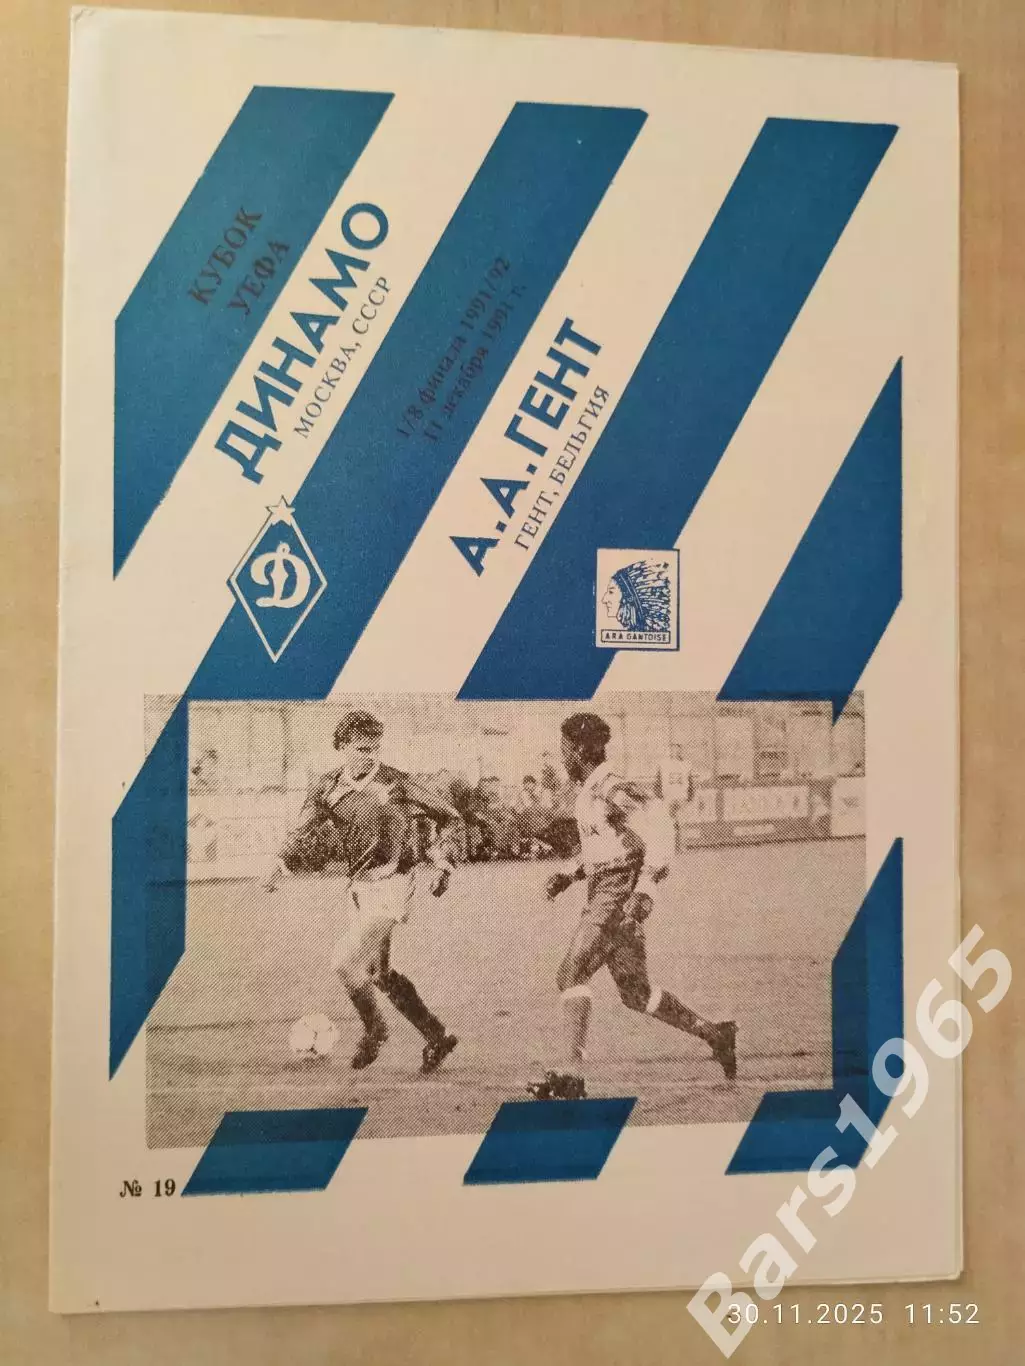 КУБОК
УЕФА
ДИНАМО
МОСКВА, СССР
1/8 финала 1991/92
11 декабря 1991 г.
А.А.ГЕНТ
ГЕНТ, БЕЛЬГИЯ
Д
ARA GANTOISE
№ 19
Bars1965
30.11.2025 11:52